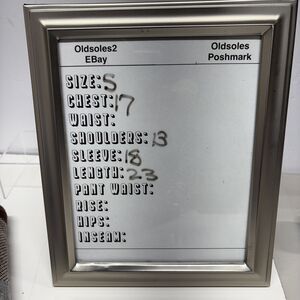 Oldsoles2 Oldsoles
EBay Poshmark
SIZE: S
CHEST: 17
WAIST:
SHOULDERS: 13
SLEEVE: 18
LENGTH: 23
PANT WAIST:
RISE:
HIPS:
INSEAM: